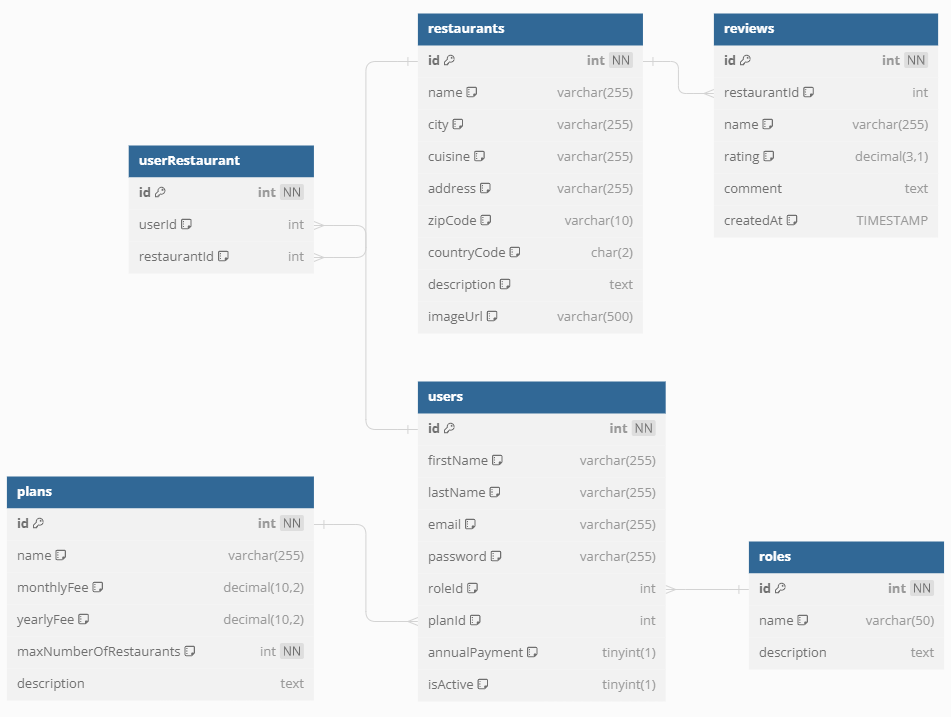 restaurants
id int NN
name varchar(255)
city varchar(255)
cuisine varchar(255)
address varchar(255)
zipCode varchar(10)
countryCode char(2)
description text
imageUrl varchar(500)
reviews
id int NN
restaurantId int
name varchar(255)
rating decimal(3,1)
comment text
createdAt TIMESTAMP
userRestaurant
id int NN
userId int
restaurantId int
users
id int NN
firstName varchar(255)
lastName varchar(255)
email varchar(255)
password varchar(255)
roleId int
planId int
annualPayment tinyint(1)
isActive tinyint(1)
plans
id int NN
name varchar(255)
monthlyFee decimal(10,2)
yearlyFee decimal(10,2)
maxNumberOfRestaurants int NN
description text
roles
id int NN
name varchar(50)
description text